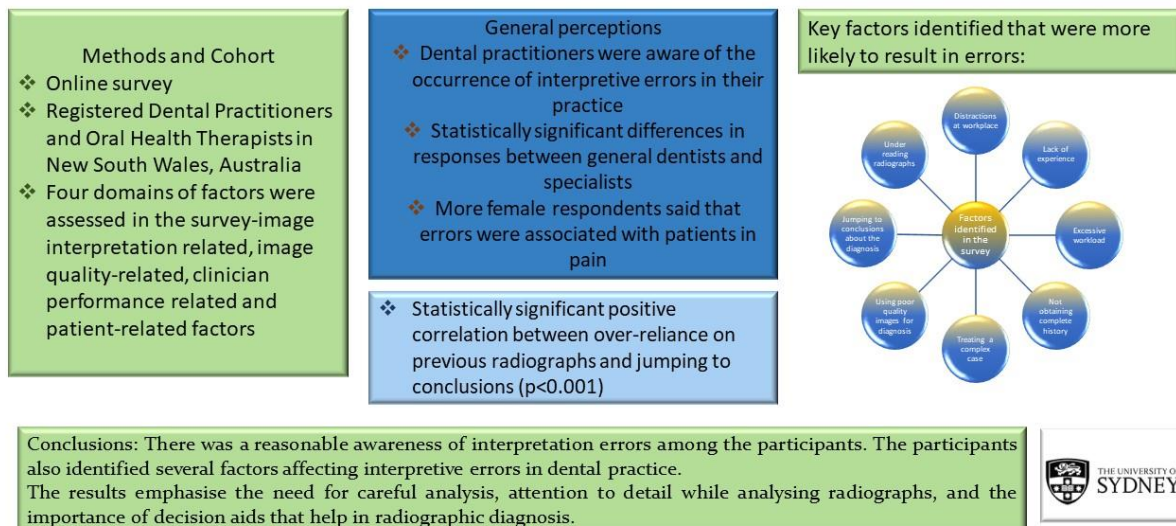 Methods and Cohort
❖ Online survey
❖ Registered Dental Practitioners
and Oral Health Therapists in
New South Wales, Australia
❖ Four domains of factors were
assessed in the survey-image
interpretation related, image
quality-related, clinician
performance related and
patient-related factors
General perceptions
❖ Dental practitioners were aware of the
occurrence of interpretive errors in their
practice
❖ Statistically significant differences in
responses between general dentists and
specialists
❖ More female respondents said that
errors were associated with patients in
pain
❖ Statistically significant positive
correlation between over-reliance on
previous radiographs and jumping to
conclusions (p<0.001)
Key factors identified that were more
likely to result in errors:
Distractions
at workplace
Lack of
experience
Excessive
workload
Not
obtaining
complete
history
Treating a
complex
case
Using poor
quality
images for
diagnosis
Jumping to
conclusions
about the
diagnosis
Under
reading
radiographs
Factors
identified
in the
survey
Conclusions: There was a reasonable awareness of interpretation errors among the participants. The participants
also identified several factors affecting interpretive errors in dental practice.
The results emphasise the need for careful analysis, attention to detail while analysing radiographs, and the
importance of decision aids that help in radiographic diagnosis.
THE UNIVERSITY OF
SYDNEY